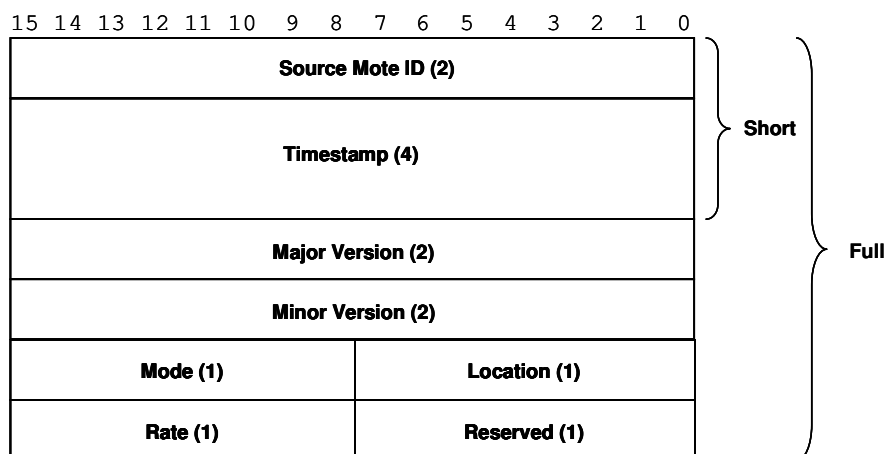 15 14 13 12 11 10 9 8 7 6 5 4 3 2 1 0
Source Mote ID (2)
Short
Timestamp (4)
Major Version (2)
Full
Minor Version (2)
Mode (1) Location (1)
Rate (1) Reserved (1)